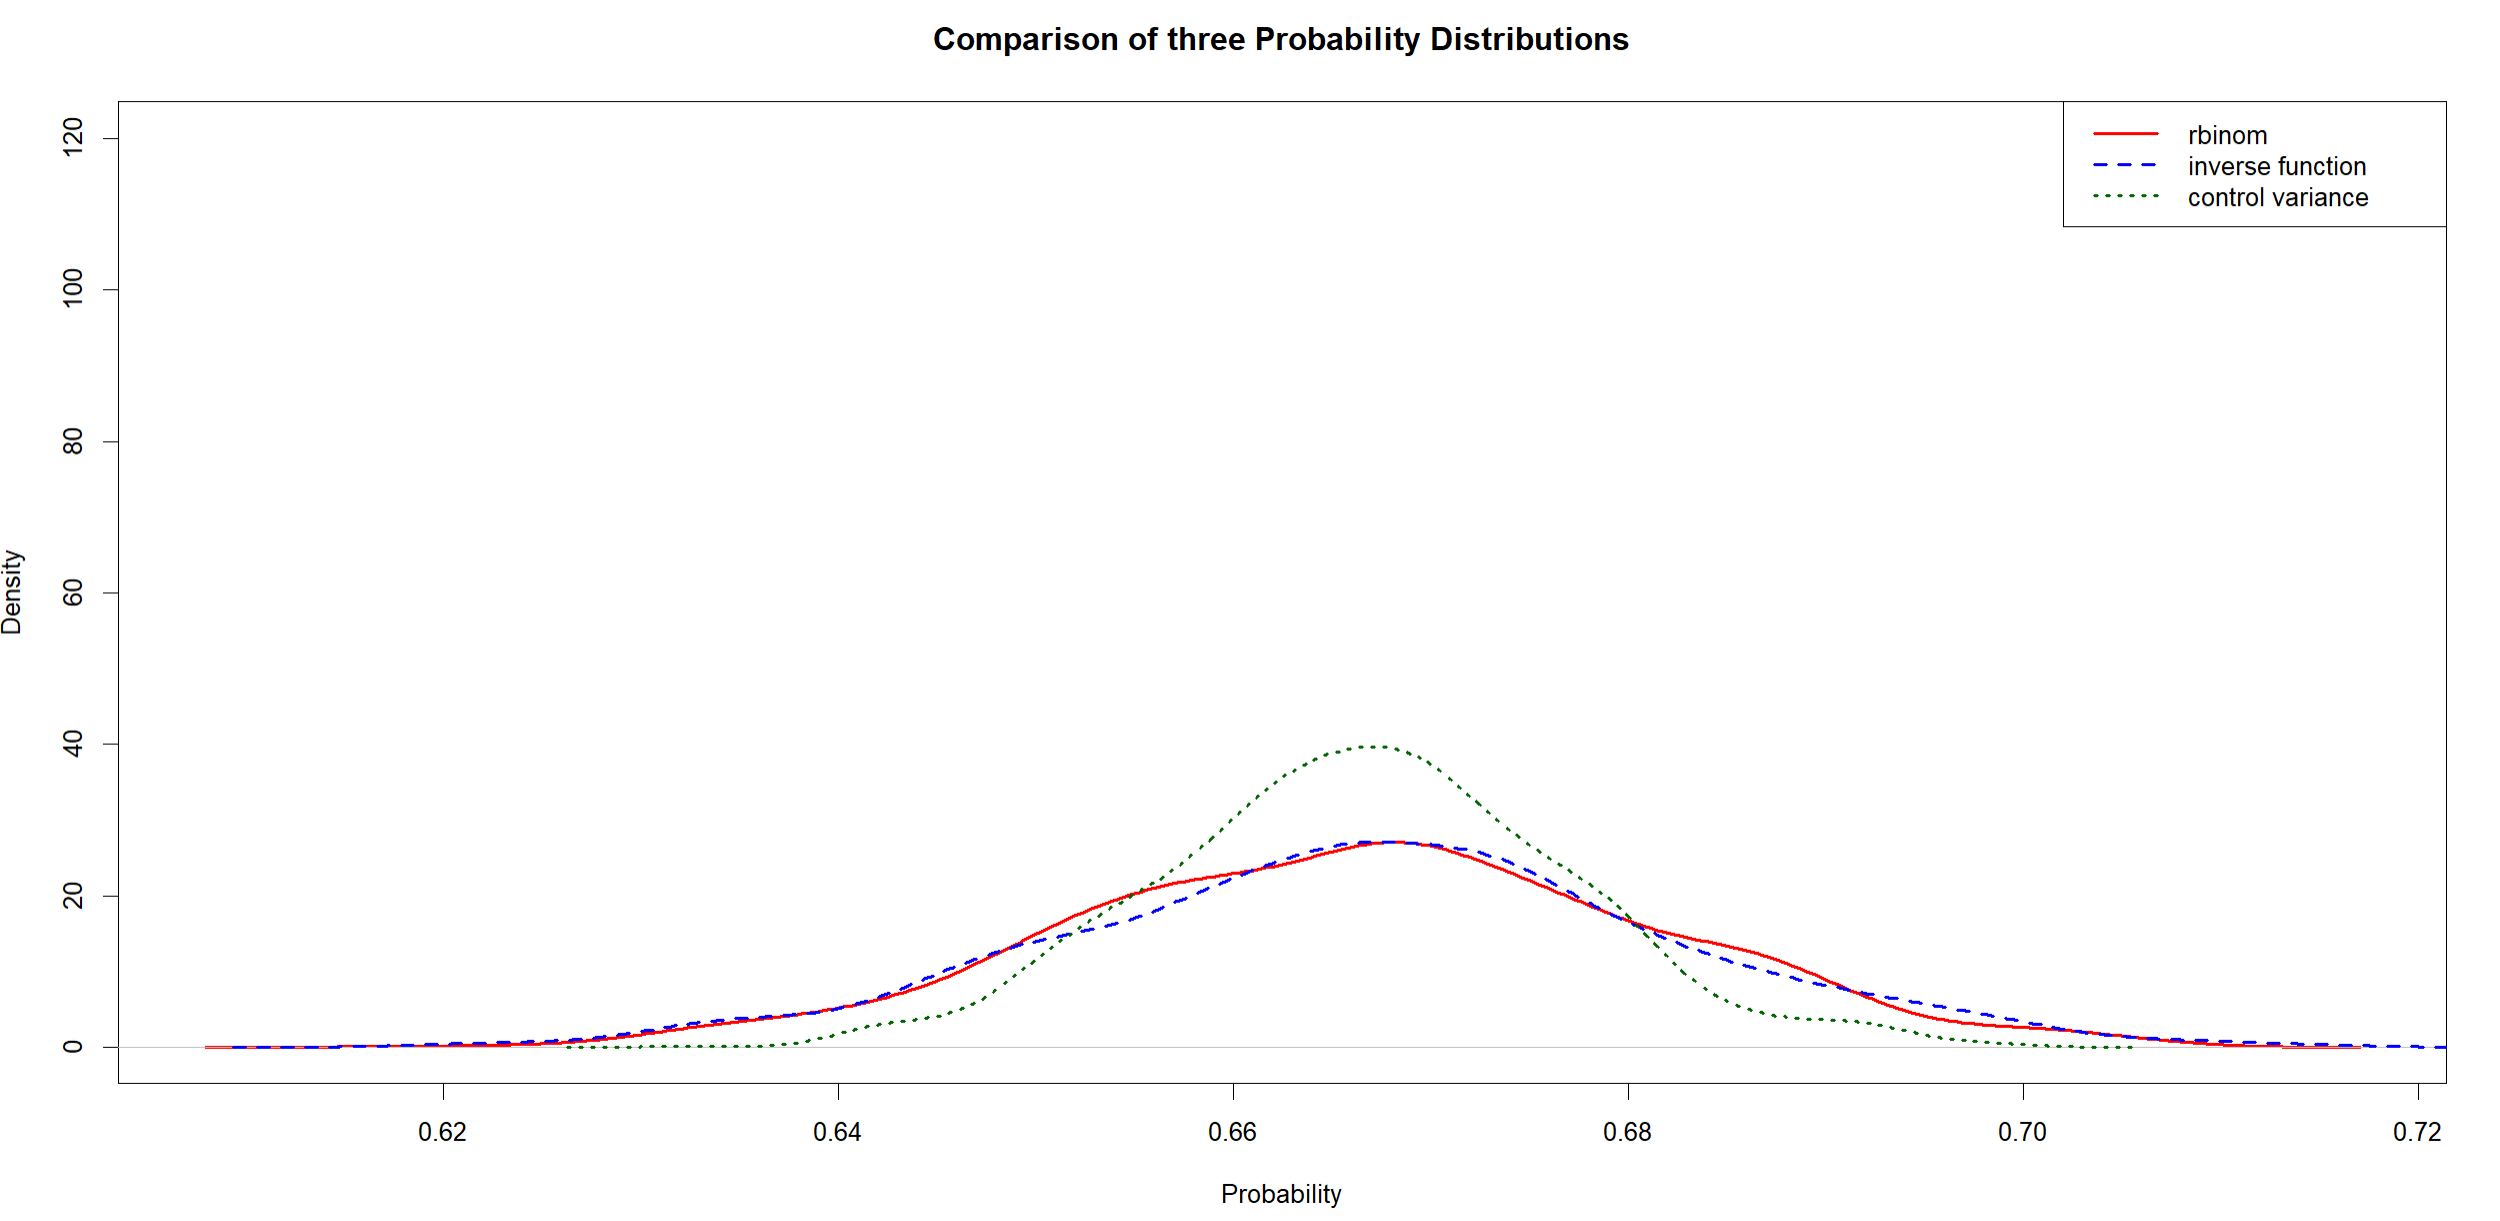 Comparison of three Probability Distributions
rbinom
inverse function
control variance
120
100
80
60
40
20
0
Density
0.62
0.64
0.66
0.68
0.70
0.72
Probability